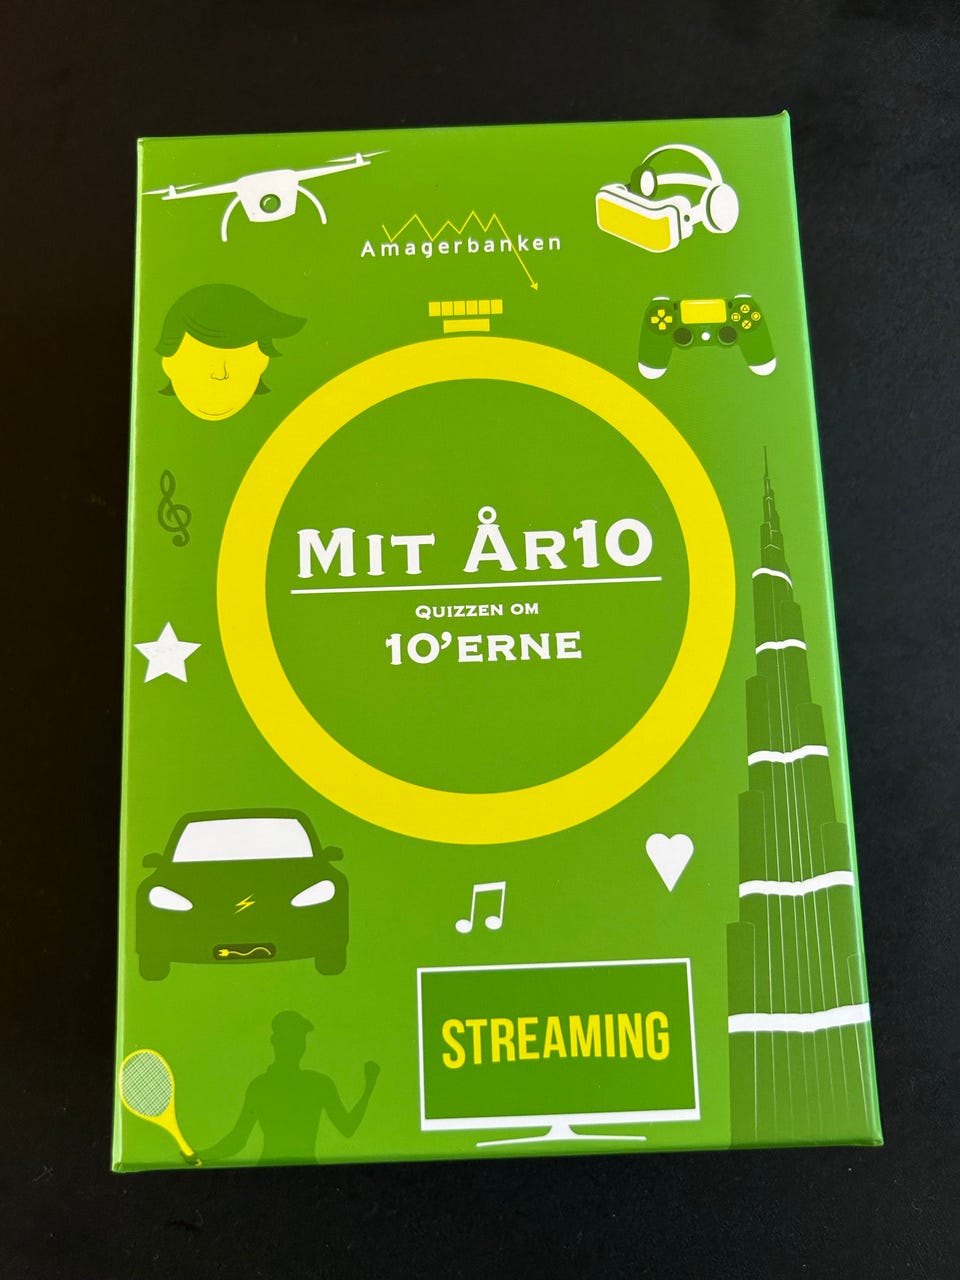 Amagerbanken
MIT ÅR10
QUIZZEN OM
10'ERNE
STREAMING